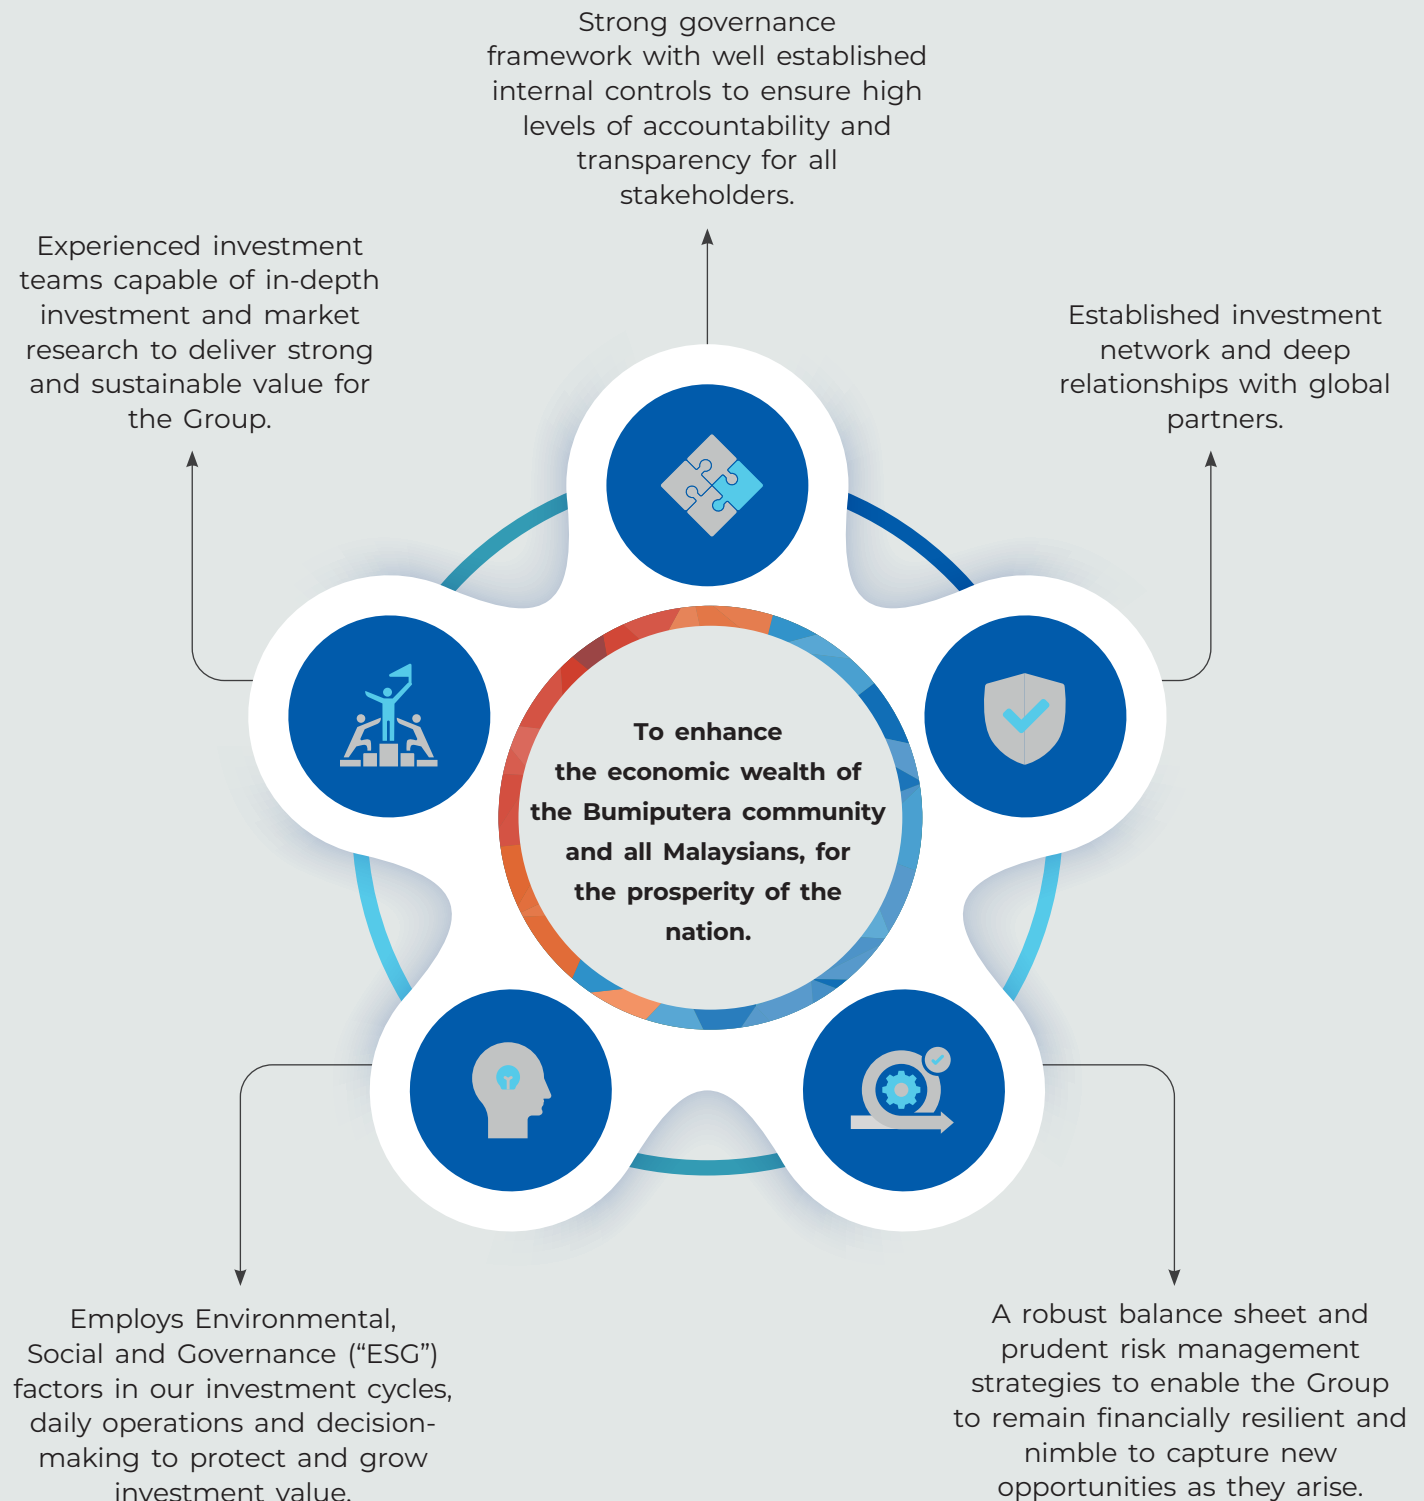 Strong governance
framework with well established
internal controls to ensure high
levels of accountability and
transparency for all
stakeholders.
Experienced investment
teams capable of in-depth
investment and market
research to deliver strong
and sustainable value for
the Group.
Established investment
network and deep
relationships with global
partners.
To enhance
the economic wealth of
the Bumiputera community
and all Malaysians, for
the prosperity of the
nation.
Employs Environmental,
Social and Governance (“ESG”)
factors in our investment cycles,
daily operations and decision-
making to protect and grow
investment value.
A robust balance sheet and
prudent risk management
strategies to enable the Group
to remain financially resilient and
nimble to capture new
opportunities as they arise.